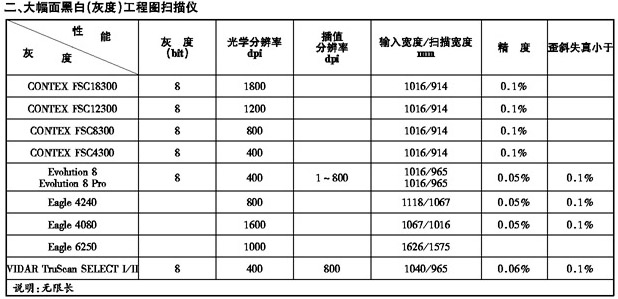 二、大幅面黑白(灰度)工程图扫描仪
性 能
灰 度
灰 度
(bit)
光学分辨率
dpi
插值
分辨率
dpi
输入宽度/扫描宽度
mm
精 度
歪斜失真小于
CONTEX FSC18300 8 1800 1016/914 0.1%
CONTEX FSC12300 8 1200 1016/914 0.1%
CONTEX FSC8300 8 800 1016/914 0.1%
CONTEX FSC4300 8 400 1016/914 0.1%
Evolution 8
Evolution 8 Pro
8 400 1~800
1016/965
1016/965
0.05% 0.1%
Eagle 4240 800 1118/1067 0.05% 0.1%
Eagle 4080 1600 1067/1016 0.05% 0.1%
Eagle 6250 1000 1626/1575
VIDAR TruScan SELECT I/II 8 400 800 1040/965 0.06% 0.1%
说明:无限长